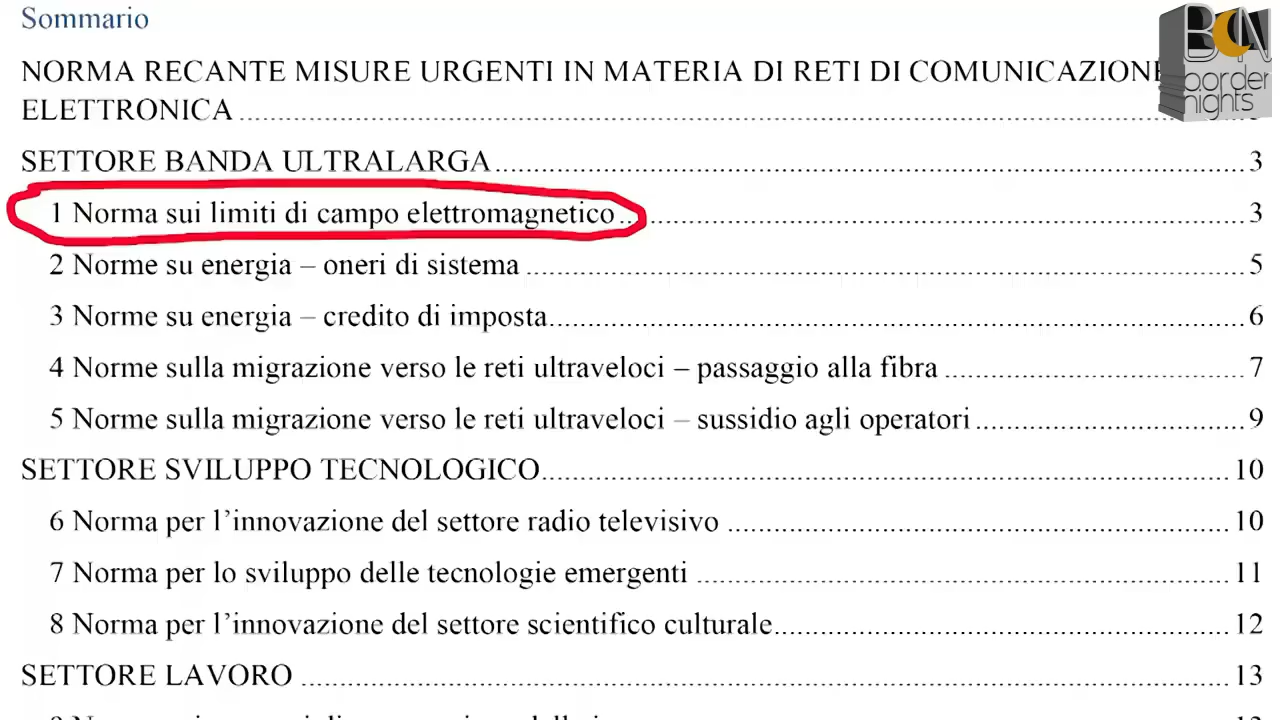 Sommario
NORMA RECANTE MISURE URGENTI IN MATERIA DI RETI DI COMUNICAZIONE
ELETTRONICA
SETTORE BANDA ULTRALARGA 3
1 Norma sui limiti di campo elettromagnetico 3
2 Norme su energia – oneri di sistema 5
3 Norme su energia – credito di imposta 6
4 Norme sulla migrazione verso le reti ultraveloci – passaggio alla fibra 7
5 Norme sulla migrazione verso le reti ultraveloci – sussidio agli operatori 9
SETTORE SVILUPPO TECNOLOGICO 10
6 Norma per l’innovazione del settore radio televisivo 10
7 Norma per lo sviluppo delle tecnologie emergenti 11
8 Norma per l’innovazione del settore scientifico culturale 12
SETTORE LAVORO 13
BCN
border
nights